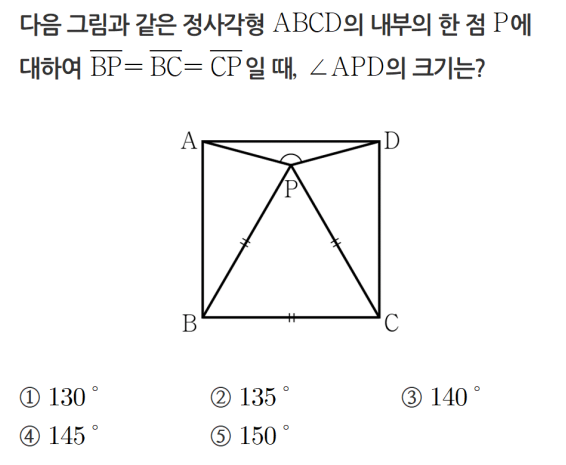 다음 그림과 같은 정사각형 ABCD의 내부의 한 점 P에
대하여 BP= BC= CP일 때, ∠APD의 크기는?
A D
P
B C
① 130° ② 135° ③ 140°
④ 145° ⑤ 150°